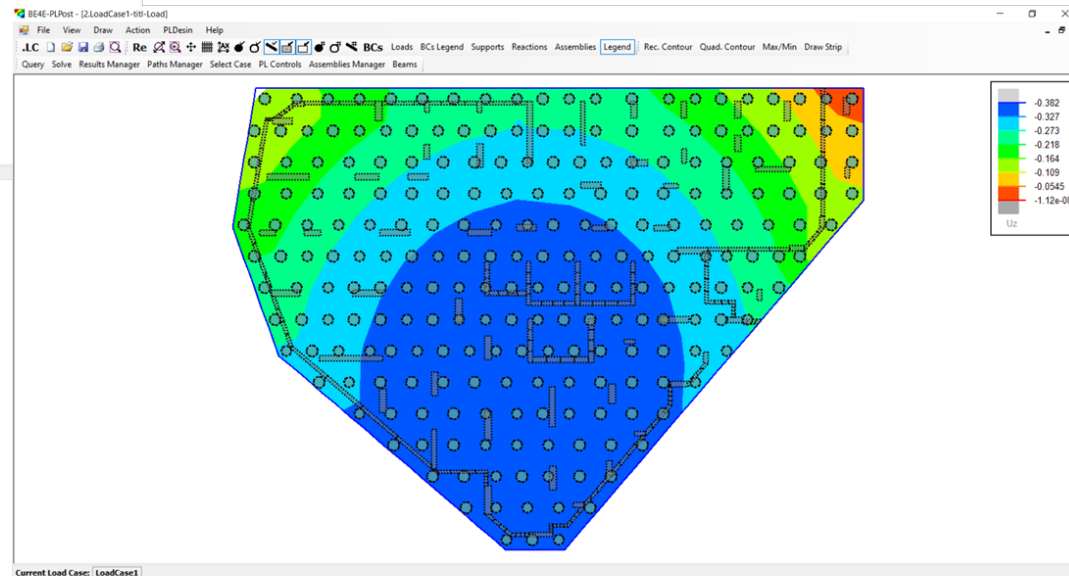 BE4E-PLPost - [2.LoadCase1-titl-Load]
File View Draw Action PLDesin Help
.LC Re BCs Loads BCs Legend Supports Reactions Assemblies Legend Rec. Contour Quad. Contour Max/Min Draw Strip
Query Solve Results Manager Paths Manager Select Case PL Controls Assemblies Manager Beams
-0.382
-0.327
-0.273
-0.218
-0.164
-0.109
-0.0545
Uz
Current Load Case: LoadCase1